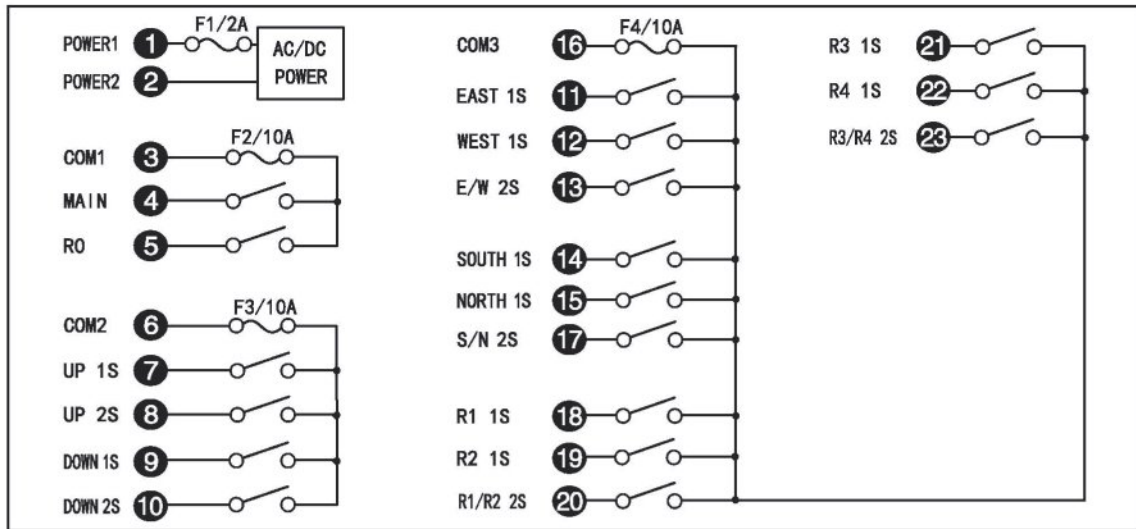 F1/2A
POWER1 1
AC/DC
POWER
POWER2 2
F2/10A
COM1 3
MAIN 4
RO 5
F3/10A
COM2 6
UP 1S 7
UP 2S 8
DOWN 1S 9
DOWN 2S 10
F4/10A
COM3 16
EAST 1S 11
WEST 1S 12
E/W 2S 13
SOUTH 1S 14
NORTH 1S 15
S/N 2S 17
R1 1S 18
R2 1S 19
R1/R2 2S 20
R3 1S 21
R4 1S 22
R3/R4 2S 23